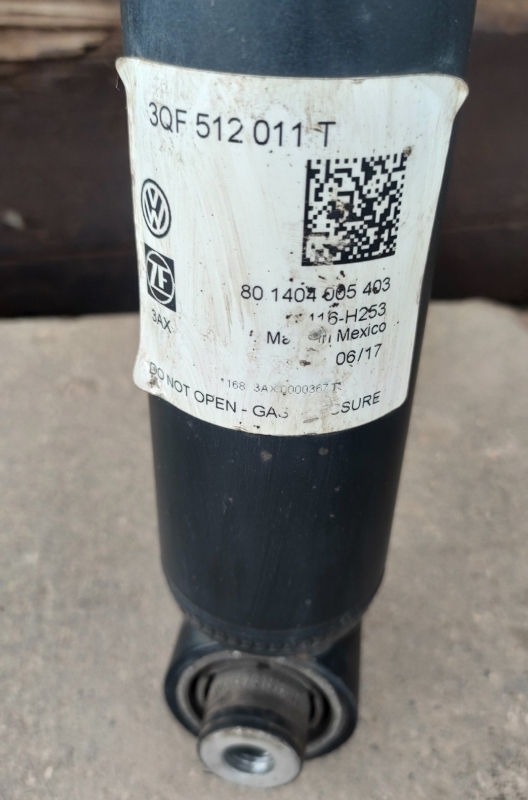 3QF 512 011 T
VW
ZF
3AX
80 1404 005 403
116-H253
in Mexico
06/17
DO NOT OPEN - GAS